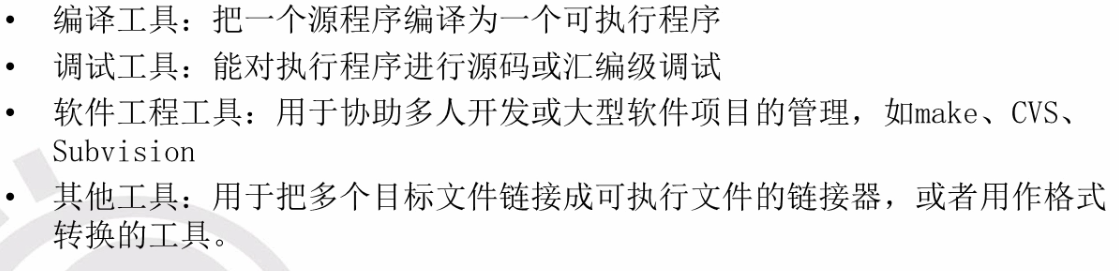 • 编译工具：把一个源程序编译为一个可执行程序
• 调试工具：能对执行程序进行源码或汇编级调试
• 软件工程工具：用于协助多人开发或大型软件项目的管理，如make、CVS、
Subvision
• 其他工具：用于把多个目标文件链接成可执行文件的链接器，或者用作格式
转换的工具。